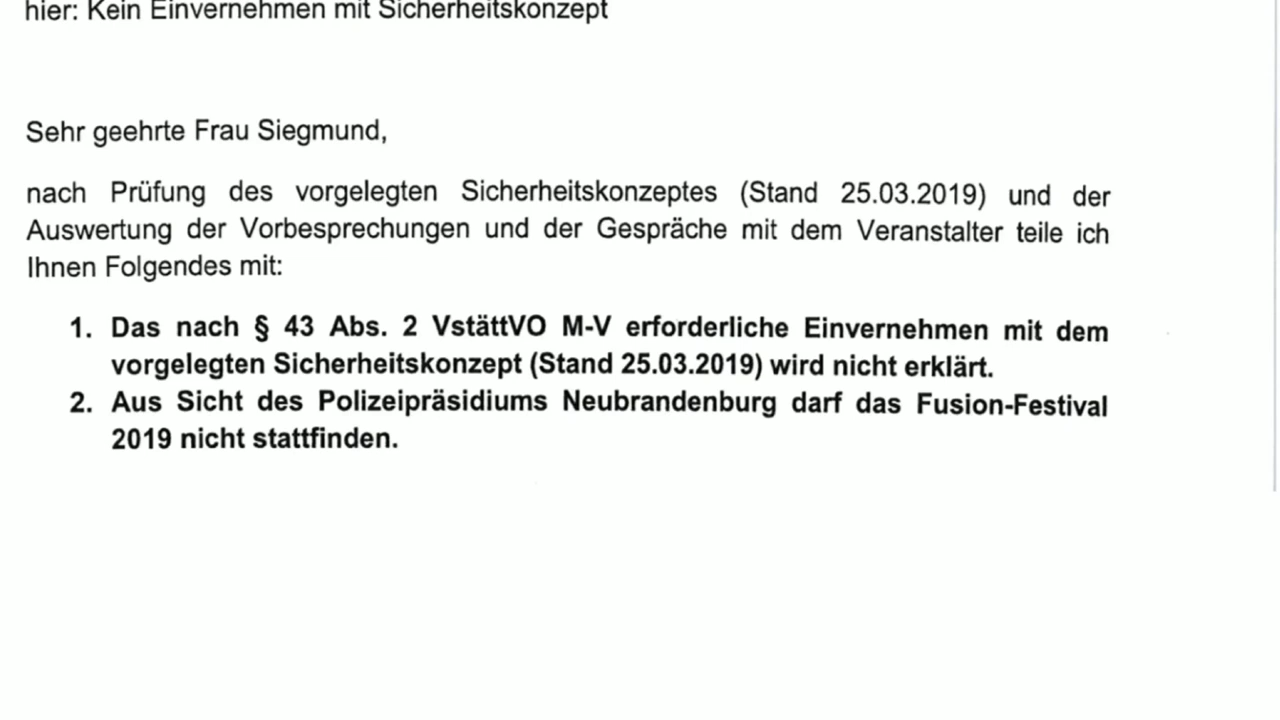 hier: Kein Einvernehmen mit Sicherheitskonzept
Sehr geehrte Frau Siegmund,
nach Prüfung des vorgelegten Sicherheitskonzeptes (Stand 25.03.2019) und der
Auswertung der Vorbesprechungen und der Gespräche mit dem Veranstalter teile ich
Ihnen Folgendes mit:
1. Das nach § 43 Abs. 2 VstättVO M-V erforderliche Einvernehmen mit dem
vorgelegten Sicherheitskonzept (Stand 25.03.2019) wird nicht erklärt.
2. Aus Sicht des Polizeipräsidiums Neubrandenburg darf das Fusion-Festival
2019 nicht stattfinden.